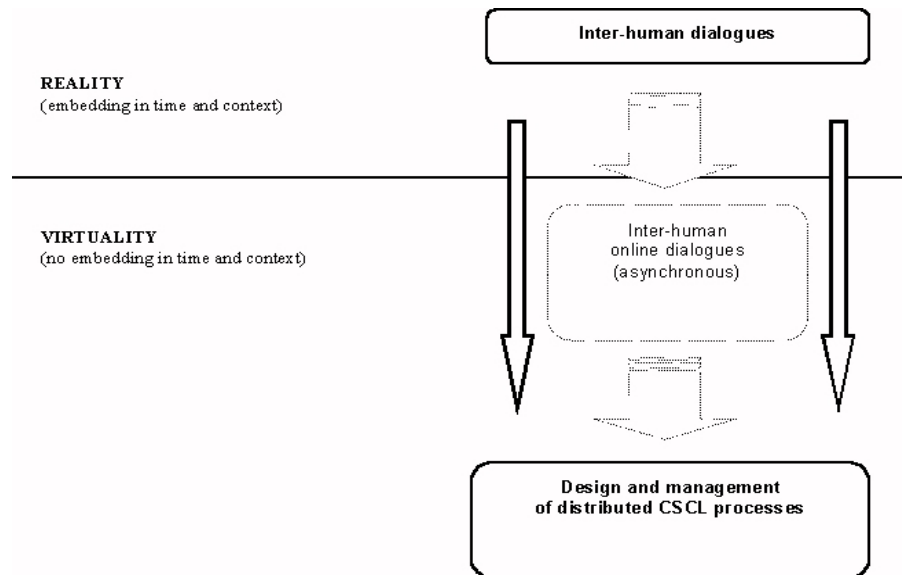 Inter-human dialogues
REALITY
(embedding in time and context)
VIRTUALITY
(no embedding in time and context)
Inter-human
online dialogues
(asynchronous)
Design and management
of distributed CSCL processes